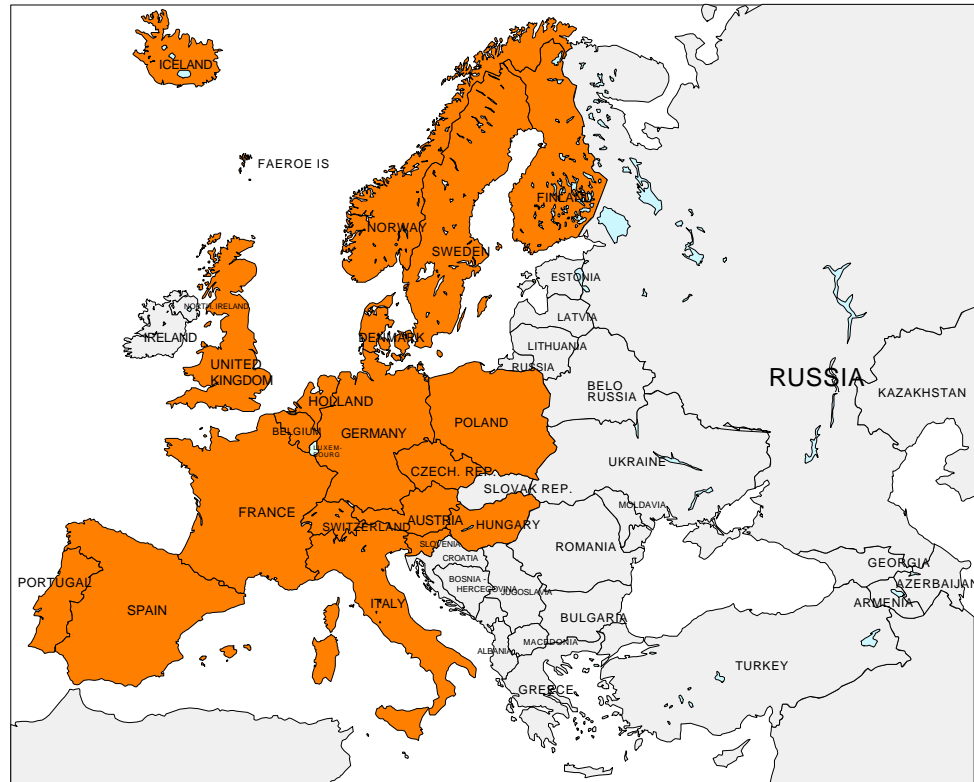 ICELAND
FAEROE IS
NORWAY
FINLAND
SWEDEN
ESTONIA
NORTH IRELAND
LATVIA
IRELAND
DENMARK
LITHUANIA
RUSSIA
UNITED
KINGDOM
RUSSIA
BELO
RUSSIA
KAZAKHSTAN
HOLLAND
BELGIUM
GERMANY
POLAND
LUXEM-
BOURG
CZECH. REP.
UKRAINE
SLOVAK REP.
FRANCE
SWITZERLAND
AUSTRIA
HUNGARY
MOLDAVIA
SLOVENIA
CROATIA
ROMANIA
GEORGIA
PORTUGAL
SPAIN
ITALY
BOSNIA -
HERCEGOVINA
JUGOSLAVIA
AZERBAIJAN
ARMENIA
BULGARIA
MACEDONIA
ALBANIA
TURKEY
GREECE